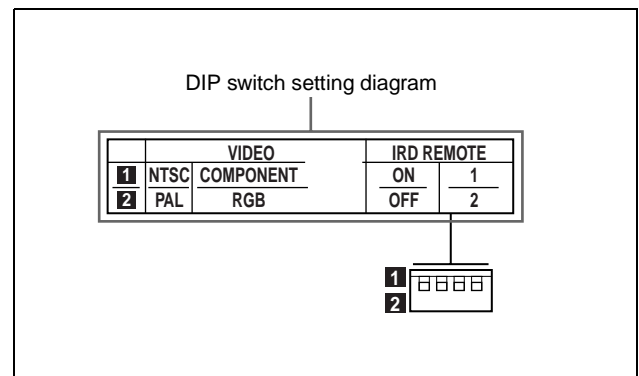 DIP switch setting diagram
VIDEO IRD REMOTE
1 NTSC COMPONENT ON 1
2 PAL RGB OFF 2
1
2